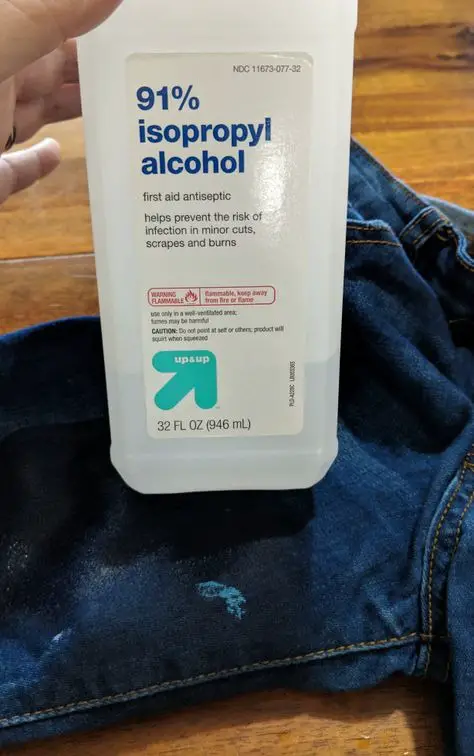 NDC 11673-077-32
91%
isopropyl
alcohol
first aid antiseptic
helps prevent the risk of
infection in minor cuts,
scrapes and burns
WARNING
FLAMMABLE
flammable, keep away
from fire or flame
use only in a well-ventilated area;
fumes may be harmful
CAUTION: Do not point at self or others; product will
squirt when squeezed
up&up
32 FL OZ (946 mL)